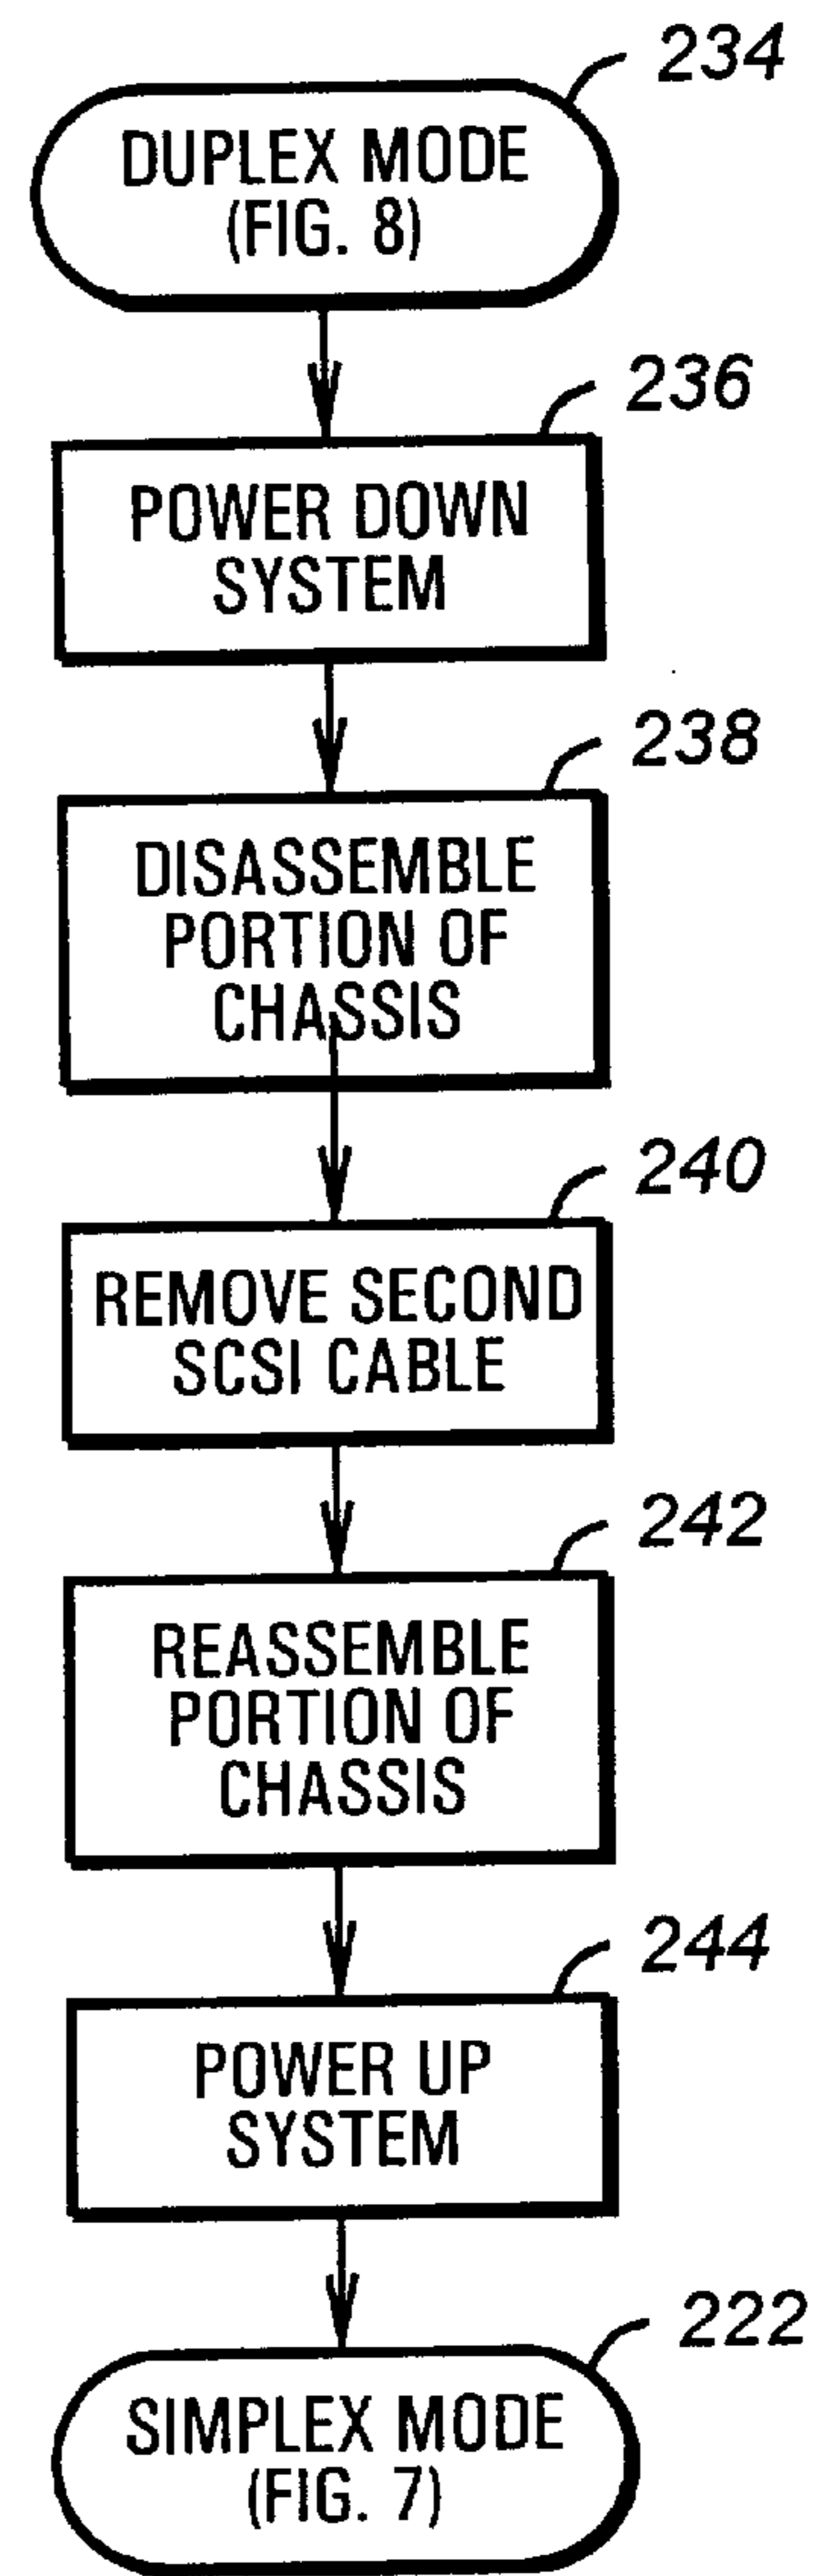 234
DUPLEX MODE
(FIG. 8)
236
POWER DOWN
SYSTEM
238
DISASSEMBLE
PORTION OF
CHASSIS
240
REMOVE SECOND
SCSI CABLE
242
REASSEMBLE
PORTION OF
CHASSIS
244
POWER UP
SYSTEM
222
SIMPLEX MODE
(FIG. 7)